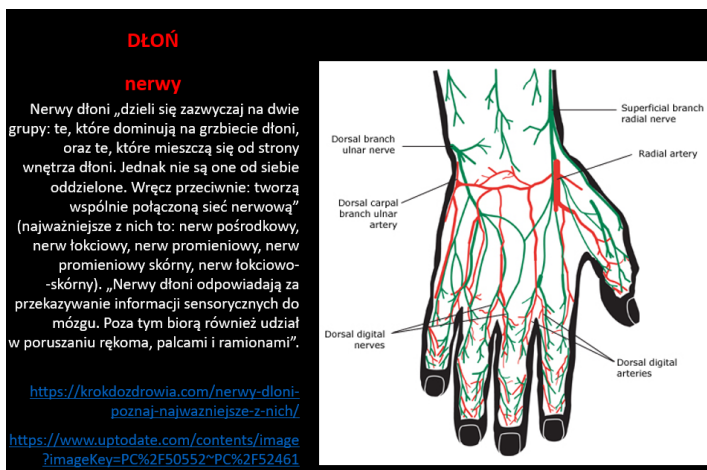 DŁOŃ
nerwy
Nerwy dłoni „dzieli się zazwyczaj na dwie
grupy: te, które dominują na grzbiecie dłoni,
oraz te, które mieszczą się od strony
wnętrza dłoni. Jednak nie są one od siebie
oddzielone. Wręcz przeciwnie: tworzą
wspólnie połączoną sieć nerwową”
(najważniejsze z nich to: nerw pośrodkowy,
nerw łokciowy, nerw promieniowy, nerw
promieniowy skórny, nerw łokciowo-
-skórny). „Nerwy dłoni odpowiadają za
przekazywanie informacji sensorycznych do
mózgu. Poza tym biorą również udział
w poruszaniu rękoma, palcami i ramionami”.
https://krokdozdrowia.com/nerwy-dloni-
poznaj-najwazniejsze-z-nich/
https://www.uptodate.com/contents/image
?imageKey=PC%2F50552~PC%2F52461
Superficial branch
radial nerve
Dorsal branch
ulnar nerve
Radial artery
Dorsal carpal
branch ulnar
artery
Dorsal digital
nerves
Dorsal digital
arteries